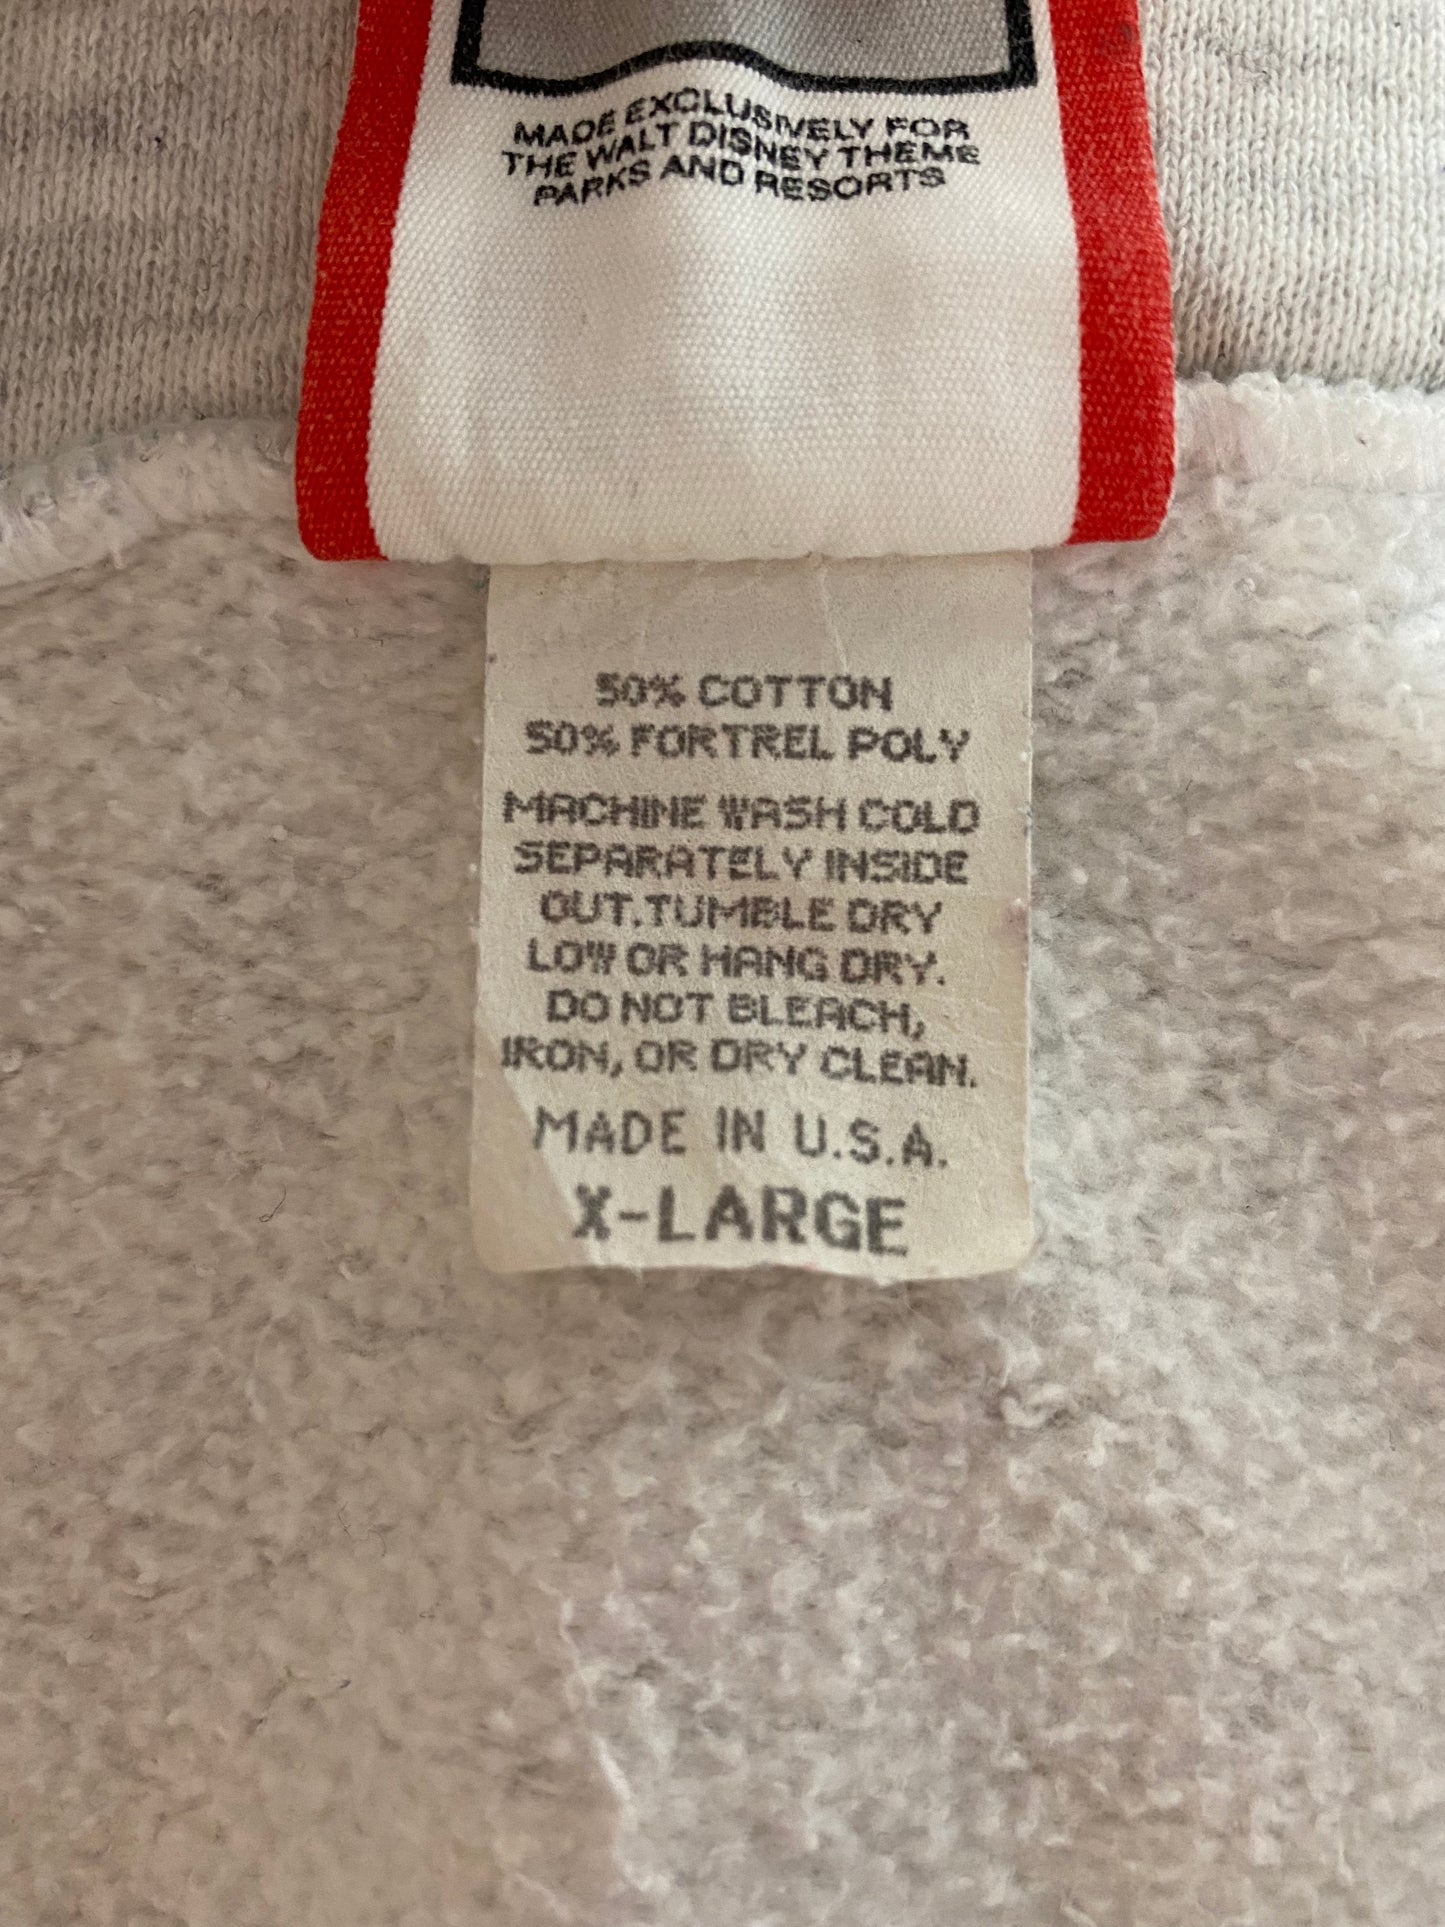 MADE EXCLUSIVELY FOR
THE WALT DISNEY THEME
PARKS AND RESORTS
50% COTTON
50% FORTREL POLY
MACHINE WASH COLD
SEPARATELY INSIDE
OUT.TUMBLE DRY
LOW OR HANG DRY.
DO NOT BLEACH,
IRON, OR DRY CLEAN.
MADE IN U.S.A.
X-LARGE